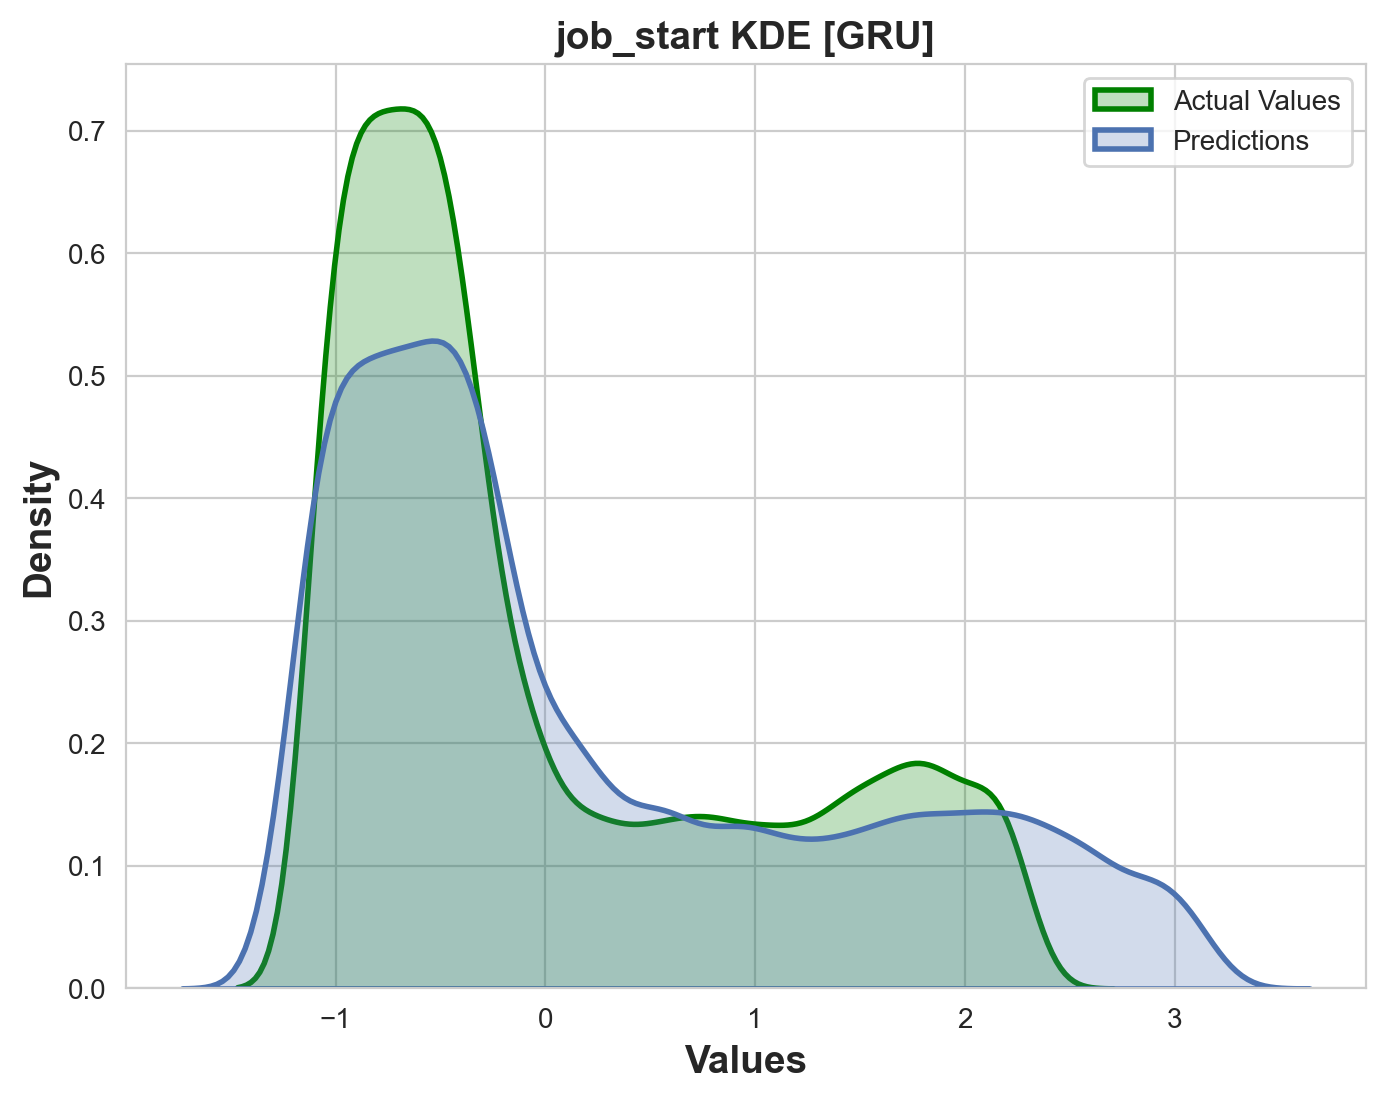 job_start KDE [GRU]
Actual Values
Predictions
Density
0.7
0.6
0.5
0.4
0.3
0.2
0.1
0.0
−1 0 1 2 3
Values